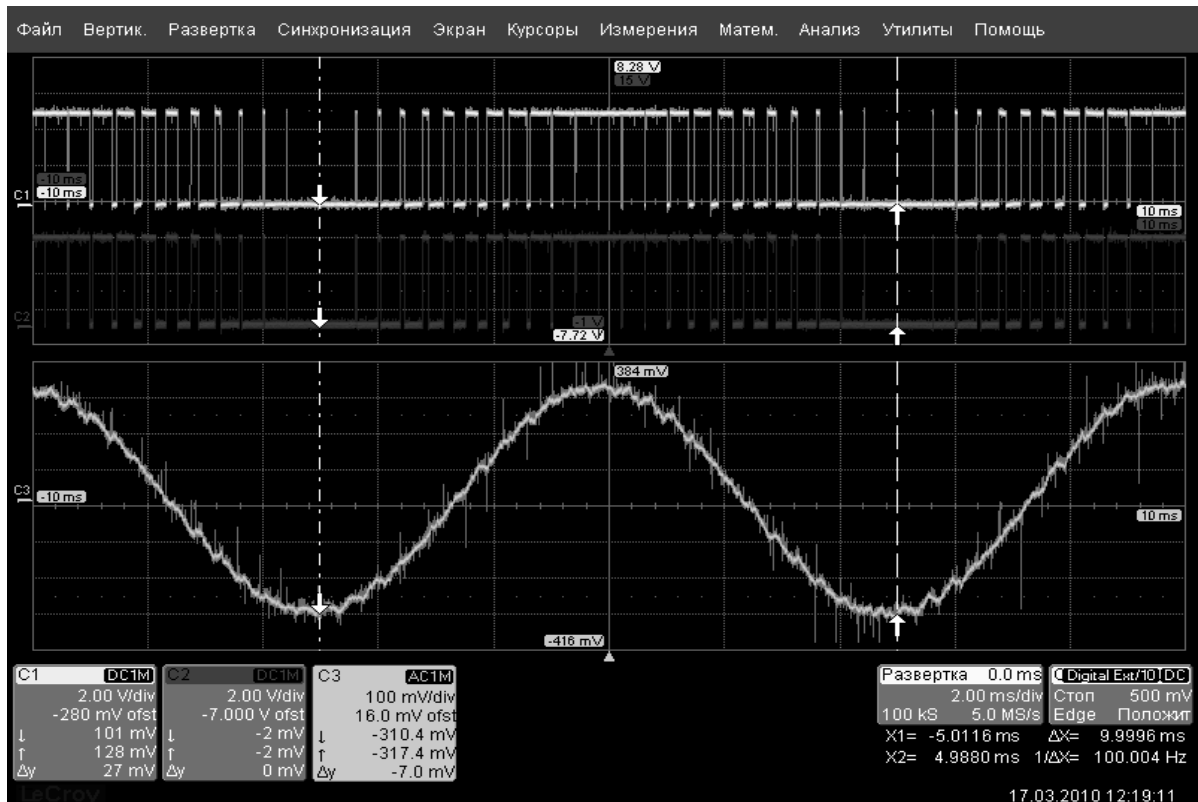 Файл Вертик. Развертка Синхронизация Экран Курсоры Измерения Матем. Анализ Утилиты Помощь
8.28 V
15 V
-10 ms
C1 -10 ms
10 ms
10 ms
C2
-1 V
-7.72 V
384 mV
C3 -10 ms
10 ms
-416 mV
C1 DC1M
2.00 V/div
-280 mV ofst
↓ 101 mV
↑ 128 mV
Δy 27 mV
C2 DC1M
2.00 V/div
-7.000 V ofst
↓ -2 mV
↑ -2 mV
Δy 0 mV
C3 AC1M
100 mV/div
16.0 mV ofst
↓ -310.4 mV
↑ -317.4 mV
Δy -7.0 mV
Развертка 0.0 ms
2.00 ms/div
100 kS 5.0 MS/s
Digital Ext/10 DC
Стоп 500 mV
Edge Положит
X1= -5.0116 ms ΔX= 9.9996 ms
X2= 4.9880 ms 1/ΔX= 100.004 Hz
LeCroy
17.03.2010 12:19:11